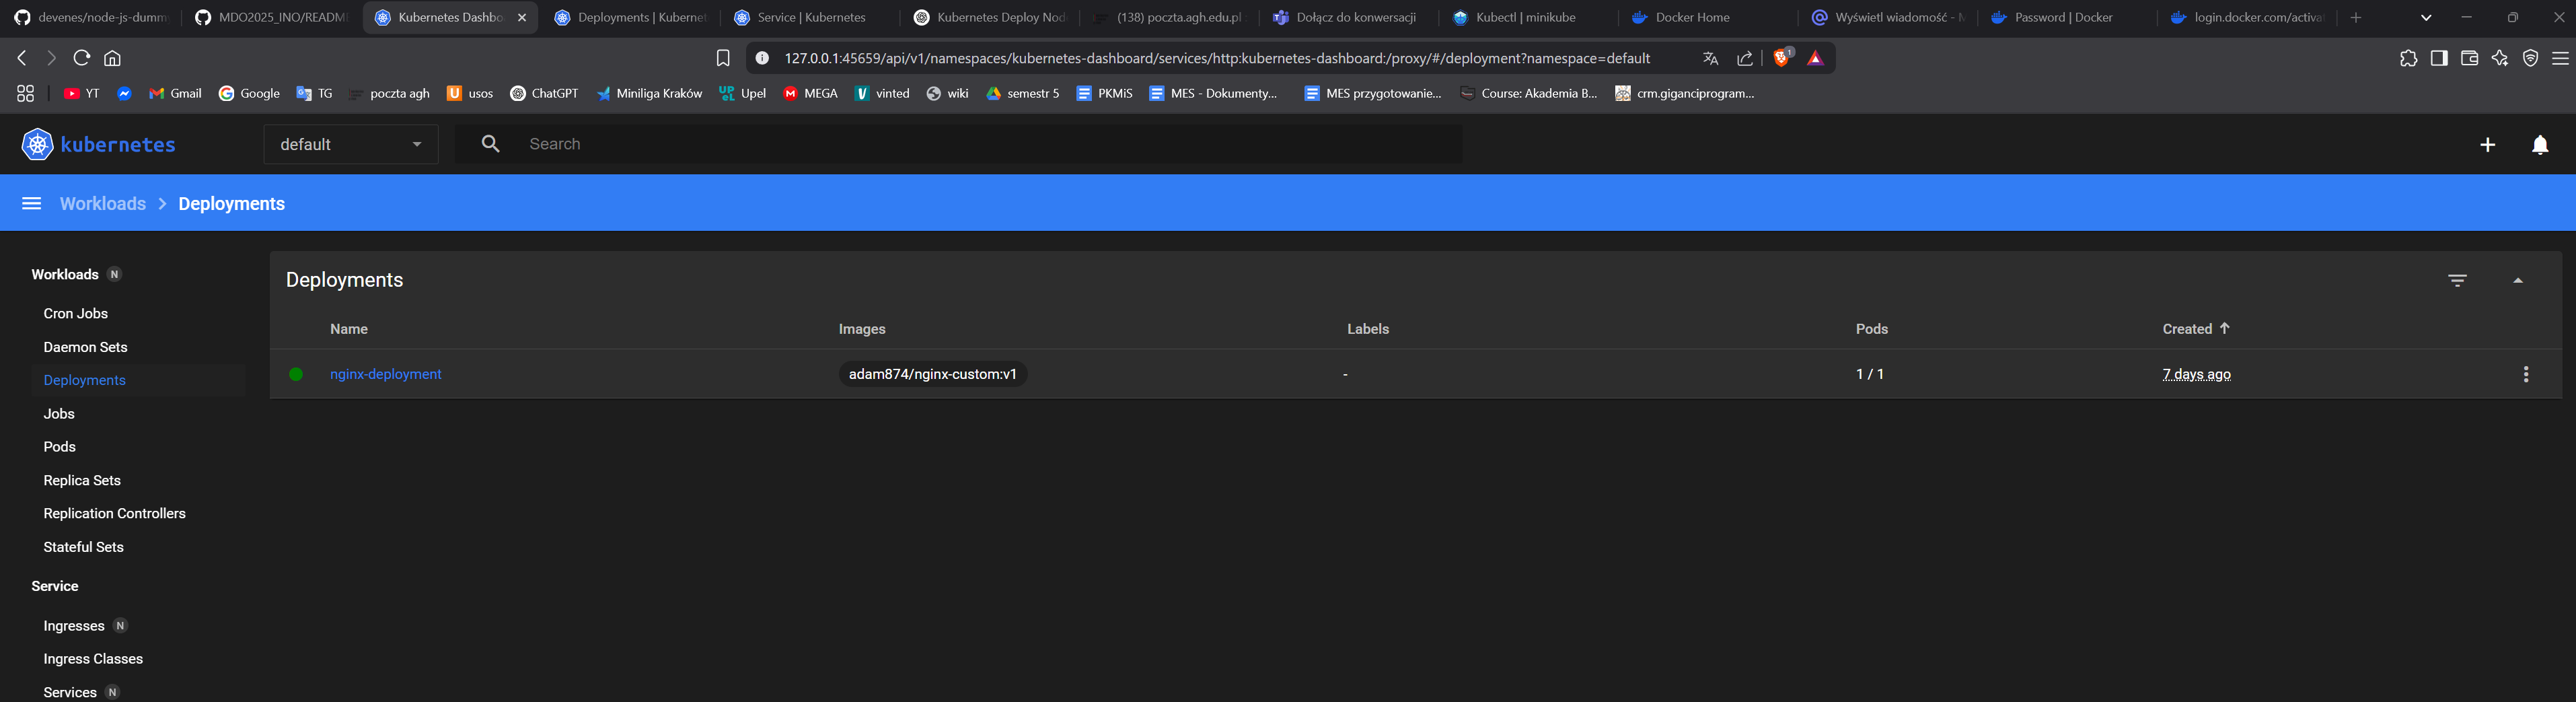 devenes/node-js-dumm
MDO2025_INO/READM
Kubernetes Dashbo
Deployments | Kubernet
Service | Kubernetes
Kubernetes Deploy Nod
(138) poczta.agh.edu.pl
Dołącz do konwersacji
Kubectl | minikube
Docker Home
Wyświetl wiadomość - M
Password | Docker
login.docker.com/activa
127.0.0.1:45659/api/v1/namespaces/kubernetes-dashboard/services/http:kubernetes-dashboard:/proxy/#/deployment?namespace=default
1
YT
Gmail
Google
TG
poczta agh
usos
ChatGPT
Miniliga Kraków
Upel
MEGA
vinted
wiki
semestr 5
PKMiS
MES - Dokumenty...
MES przygotowanie...
Course: Akademia B...
crm.giganciprogram...
kubernetes
default
Search
Workloads > Deployments
Workloads N
Cron Jobs
Daemon Sets
Deployments
Jobs
Pods
Replica Sets
Replication Controllers
Stateful Sets
Service
Ingresses N
Ingress Classes
Services N
Deployments
Name Images Labels Pods Created
nginx-deployment adam874/nginx-custom:v1 - 1 / 1 7 days ago